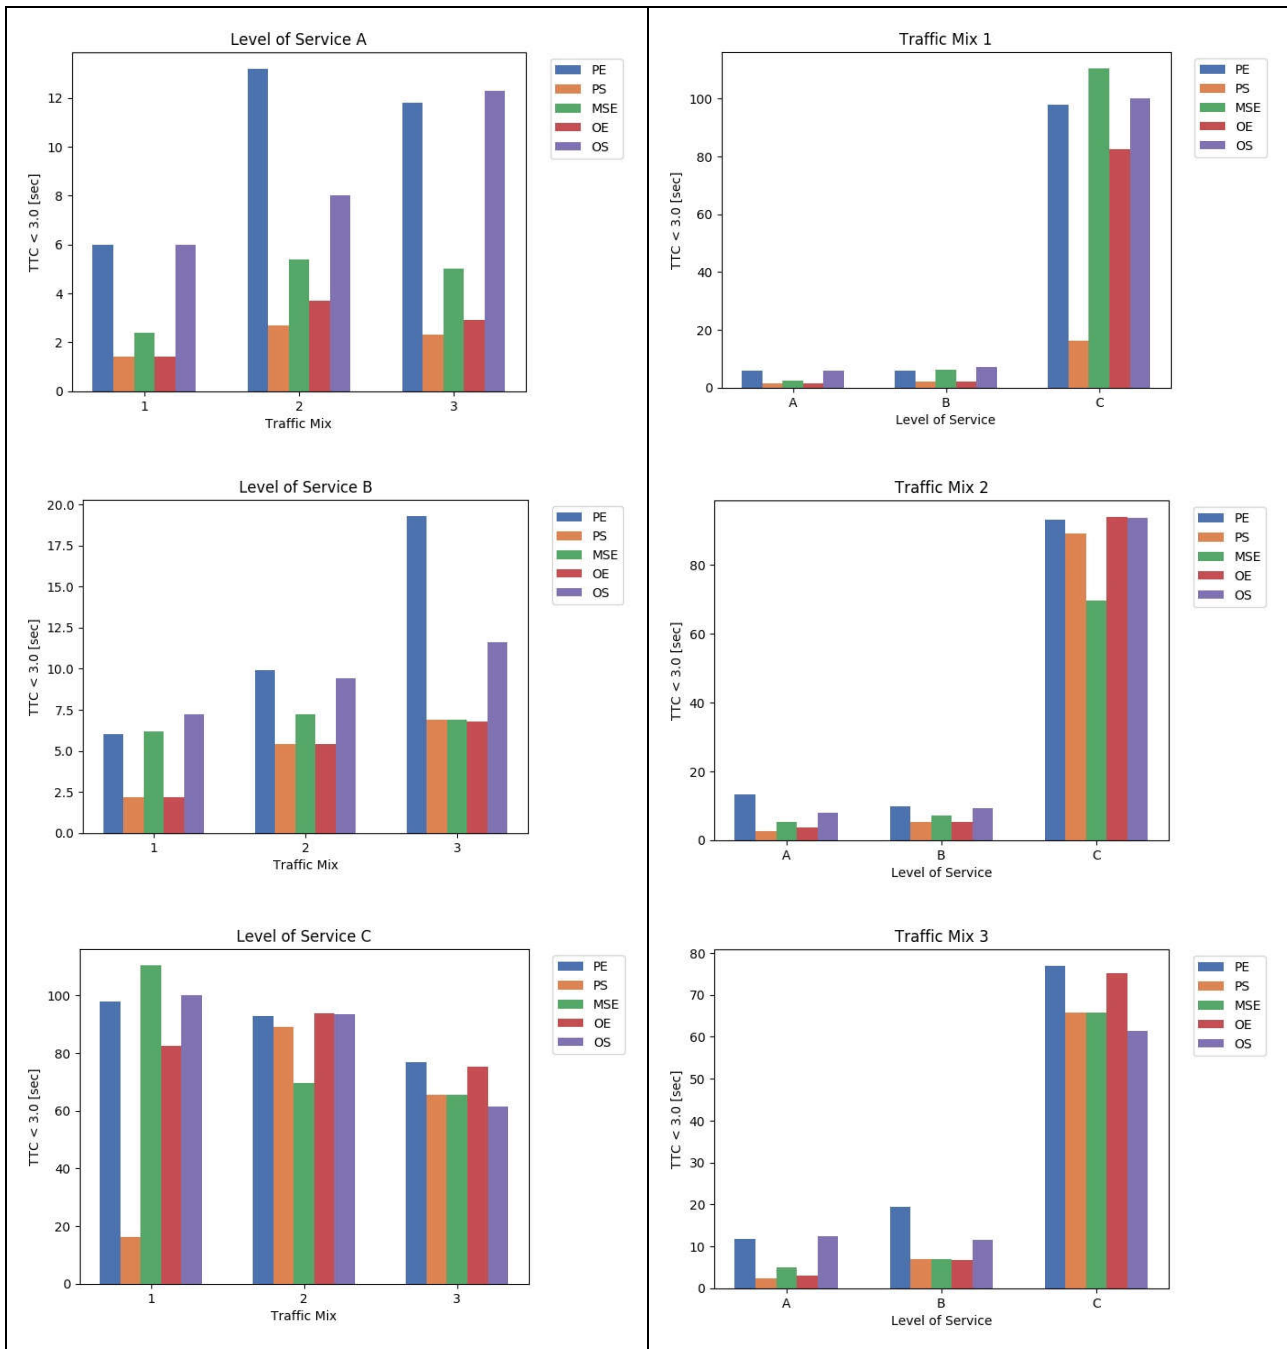 Level of Service A
TTC < 3.0 [sec]
12
10
8
6
4
2
0
1 2 3
Traffic Mix
PE
PS
MSE
OE
OS
Traffic Mix 1
TTC < 3.0 [sec]
100
80
60
40
20
0
A B C
Level of Service
PE
PS
MSE
OE
OS
Level of Service B
TTC < 3.0 [sec]
20.0
17.5
15.0
12.5
10.0
7.5
5.0
2.5
0.0
1 2 3
Traffic Mix
PE
PS
MSE
OE
OS
Traffic Mix 2
TTC < 3.0 [sec]
80
60
40
20
0
A B C
Level of Service
PE
PS
MSE
OE
OS
Level of Service C
TTC < 3.0 [sec]
100
80
60
40
20
0
1 2 3
Traffic Mix
PE
PS
MSE
OE
OS
Traffic Mix 3
TTC < 3.0 [sec]
80
70
60
50
40
30
20
10
0
A B C
Level of Service
PE
PS
MSE
OE
OS